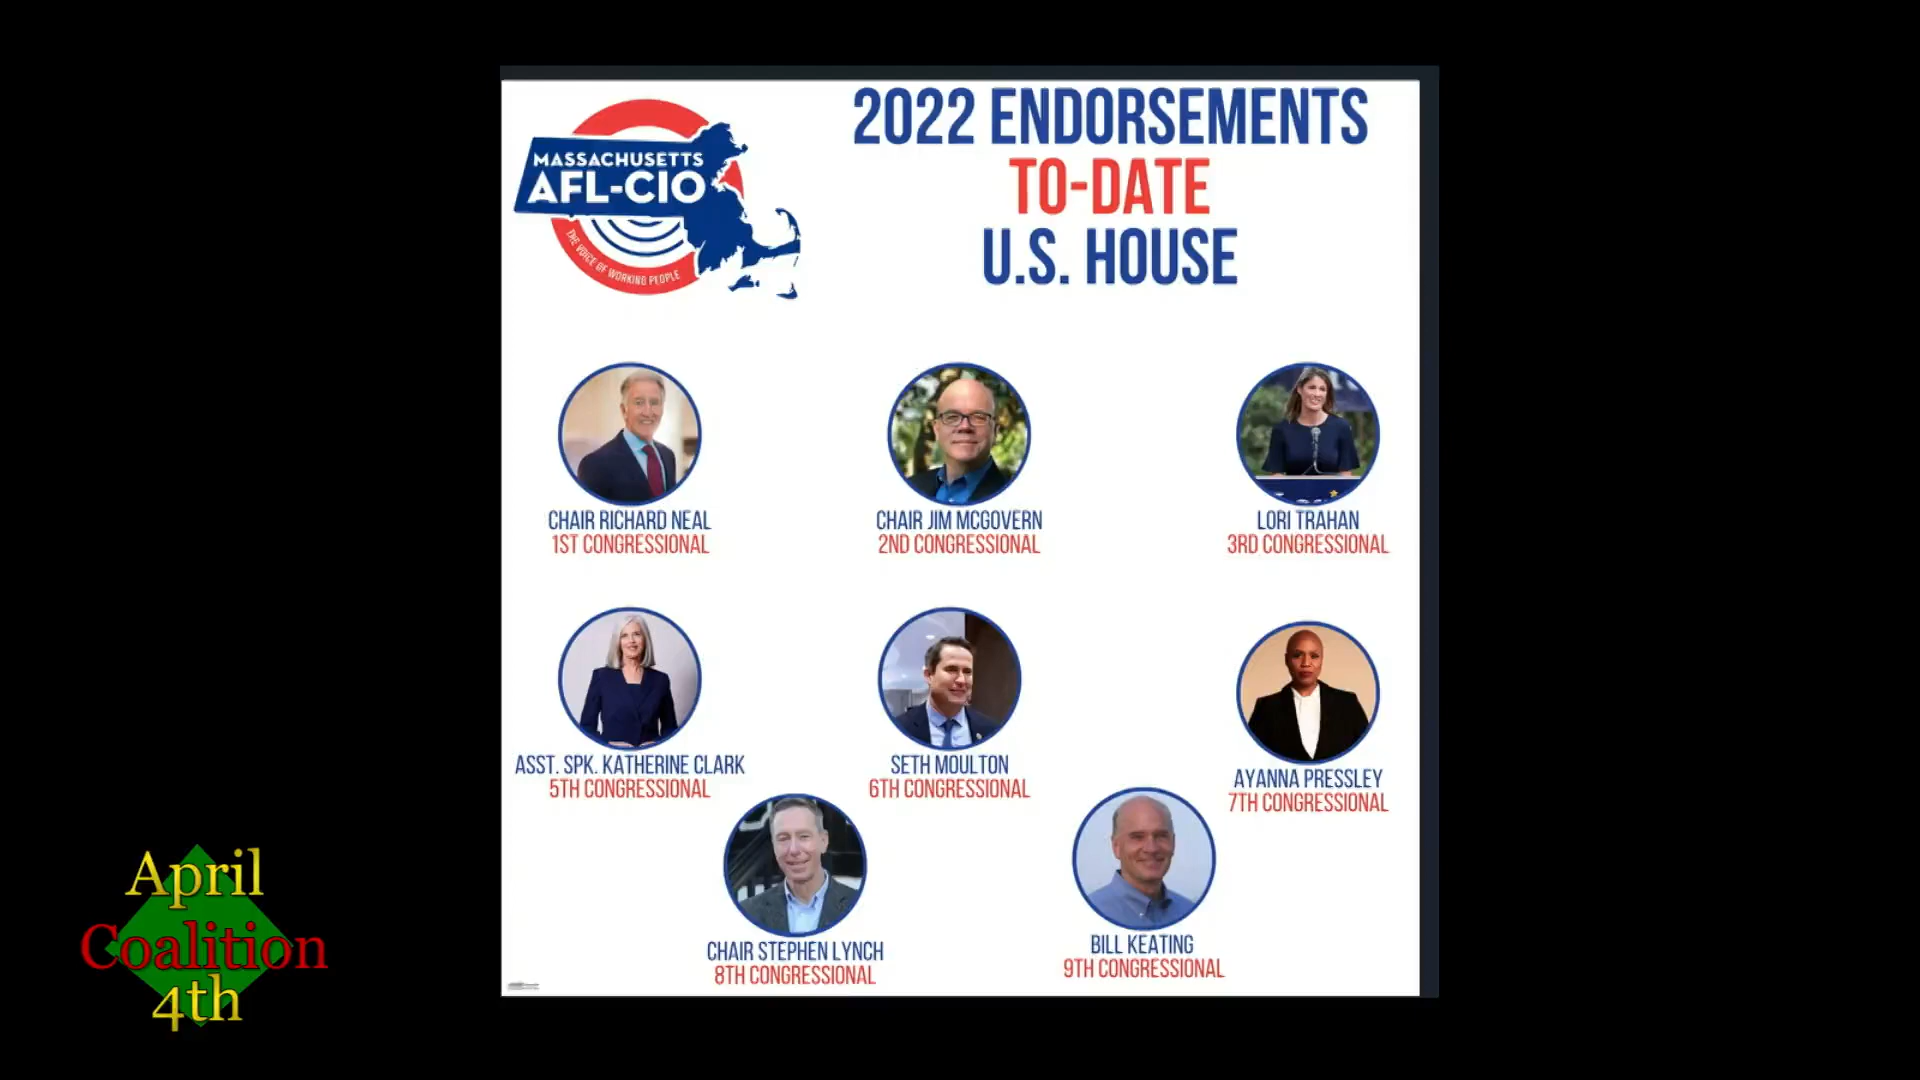 2022 ENDORSEMENTS
TO-DATE
U.S. HOUSE
MASSACHUSETTS
AFL-CIO
THE VOICE OF WORKING PEOPLE
CHAIR RICHARD NEAL
1ST CONGRESSIONAL
CHAIR JIM MCGOVERN
2ND CONGRESSIONAL
LORI TRAHAN
3RD CONGRESSIONAL
ASST. SPK. KATHERINE CLARK
5TH CONGRESSIONAL
SETH MOULTON
6TH CONGRESSIONAL
AYANNA PRESSLEY
7TH CONGRESSIONAL
CHAIR STEPHEN LYNCH
8TH CONGRESSIONAL
BILL KEATING
9TH CONGRESSIONAL
April
Coalition
4th